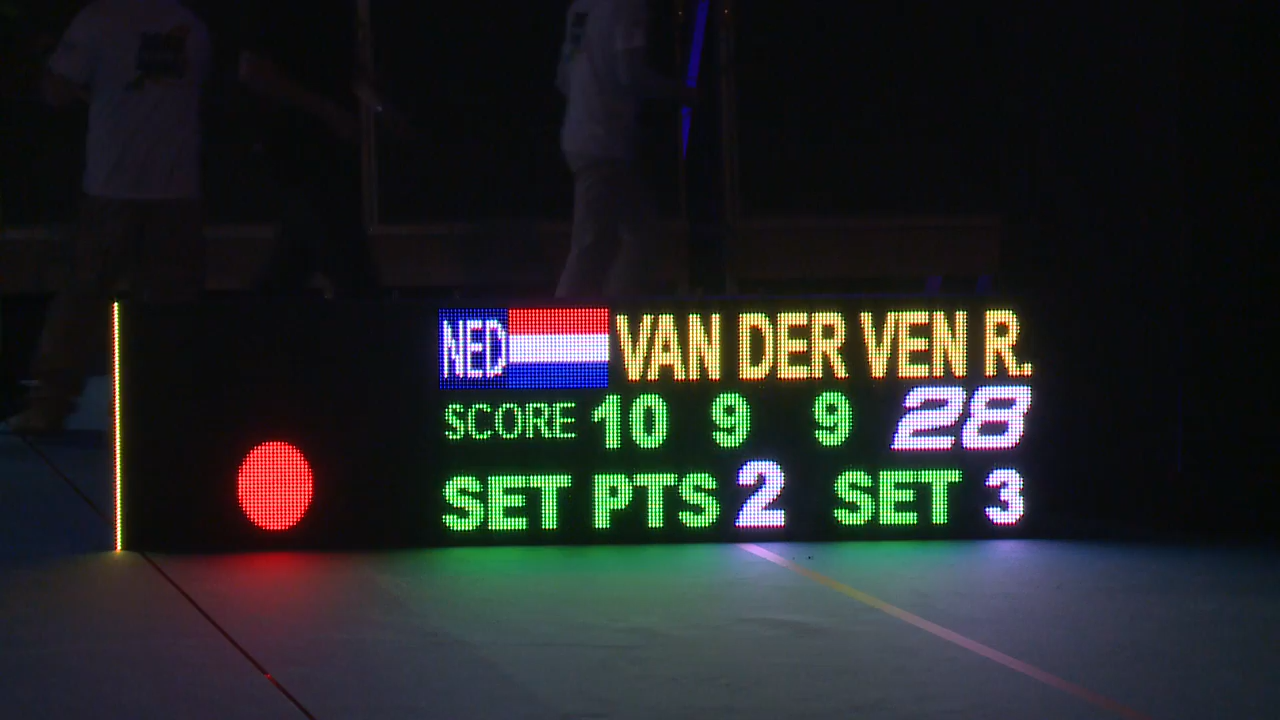 NED VAN DER VEN R.
SCORE 10 9 9 28
SET PTS 2 SET 3